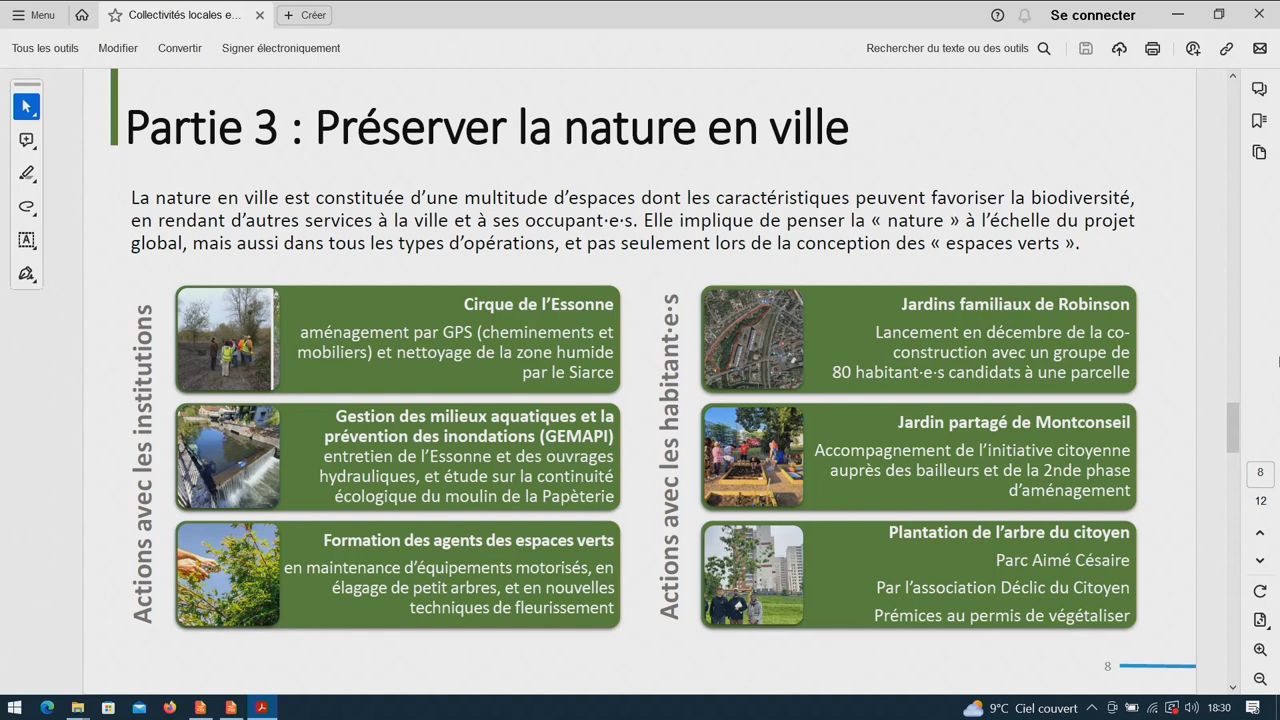 Menu
Collectivités locales e...
Créer
Se connecter
Tous les outils
Modifier
Convertir
Signer électroniquement
Rechercher du texte ou des outils
Partie 3 : Préserver la nature en ville
La nature en ville est constituée d’une multitude d’espaces dont les caractéristiques peuvent favoriser la biodiversité,
en rendant d’autres services à la ville et à ses occupant·e·s. Elle implique de penser la « nature » à l’échelle du projet
global, mais aussi dans tous les types d’opérations, et pas seulement lors de la conception des « espaces verts ».
Actions avec les institutions
Cirque de l’Essonne
aménagement par GPS (cheminements et
mobiliers) et nettoyage de la zone humide
par le Siarce
Gestion des milieux aquatiques et la
prévention des inondations (GEMAPI)
entretien de l’Essonne et des ouvrages
hydrauliques, et étude sur la continuité
écologique du moulin de la Papèterie
Formation des agents des espaces verts
en maintenance d’équipements motorisés, en
élagage de petit arbres, et en nouvelles
techniques de fleurissement
Actions avec les habitant·e·s
Jardins familiaux de Robinson
Lancement en décembre de la co-
construction avec un groupe de
80 habitant·e·s candidats à une parcelle
Jardin partagé de Montconseil
Accompagnement de l’initiative citoyenne
auprès des bailleurs et de la 2nde phase
d’aménagement
Plantation de l’arbre du citoyen
Parc Aimé Césaire
Par l’association Déclic du Citoyen
Prémices au permis de végétaliser
8
8
12
9°C Ciel couvert
18:30